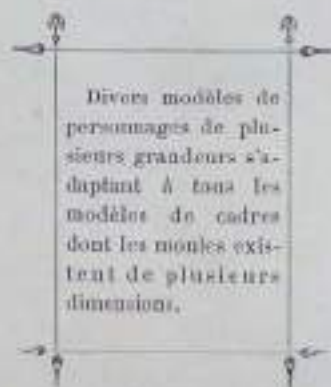 Divers modèles de
personnages de plu-
sieurs grandeurs s'a-
daptant à tous les
modèles de cadres
dont les moules exis-
tent de plusieurs
dimensions.